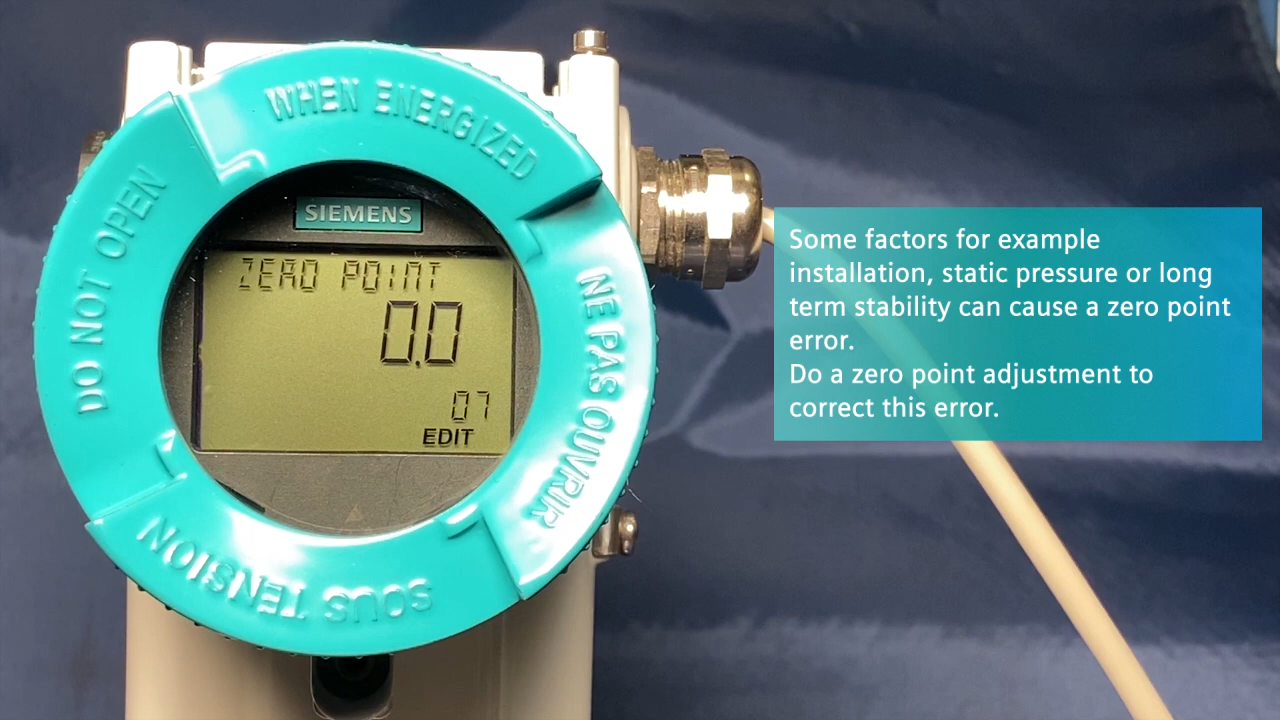 WHEN ENERGIZED
DO NOT OPEN
NE PAS OUVRIR
SOUS TENSION
SIEMENS
ZERO POINT
0.0
07
EDIT
Some factors for example
installation, static pressure or long
term stability can cause a zero point
error.
Do a zero point adjustment to
correct this error.